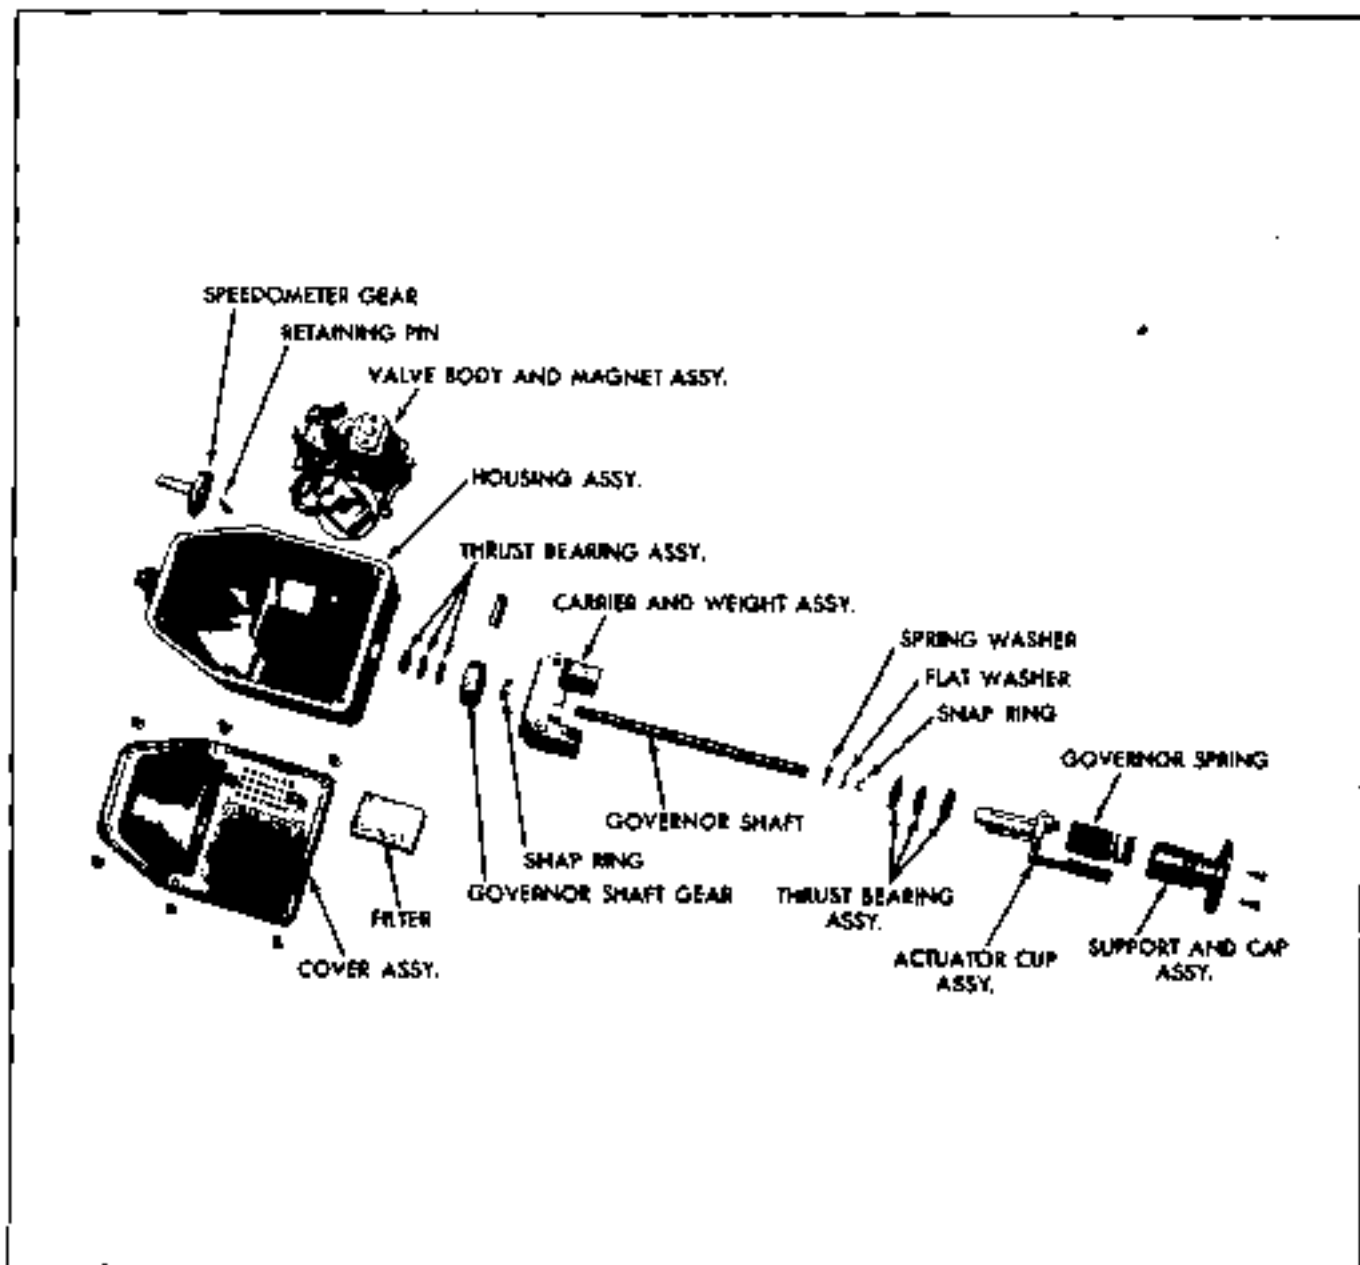 SPEEDOMETER GEAR
RETAINING PIN
VALVE BODY AND MAGNET ASSY.
HOUSING ASSY.
THRUST BEARING ASSY.
CARRIER AND WEIGHT ASSY.
SPRING WASHER
FLAT WASHER
SNAP RING
GOVERNOR SPRING
GOVERNOR SHAFT
SNAP RING
GOVERNOR SHAFT GEAR
THRUST BEARING
ASSY.
FILTER
COVER ASSY.
ACTUATOR CUP
ASSY.
SUPPORT AND CAP
ASSY.